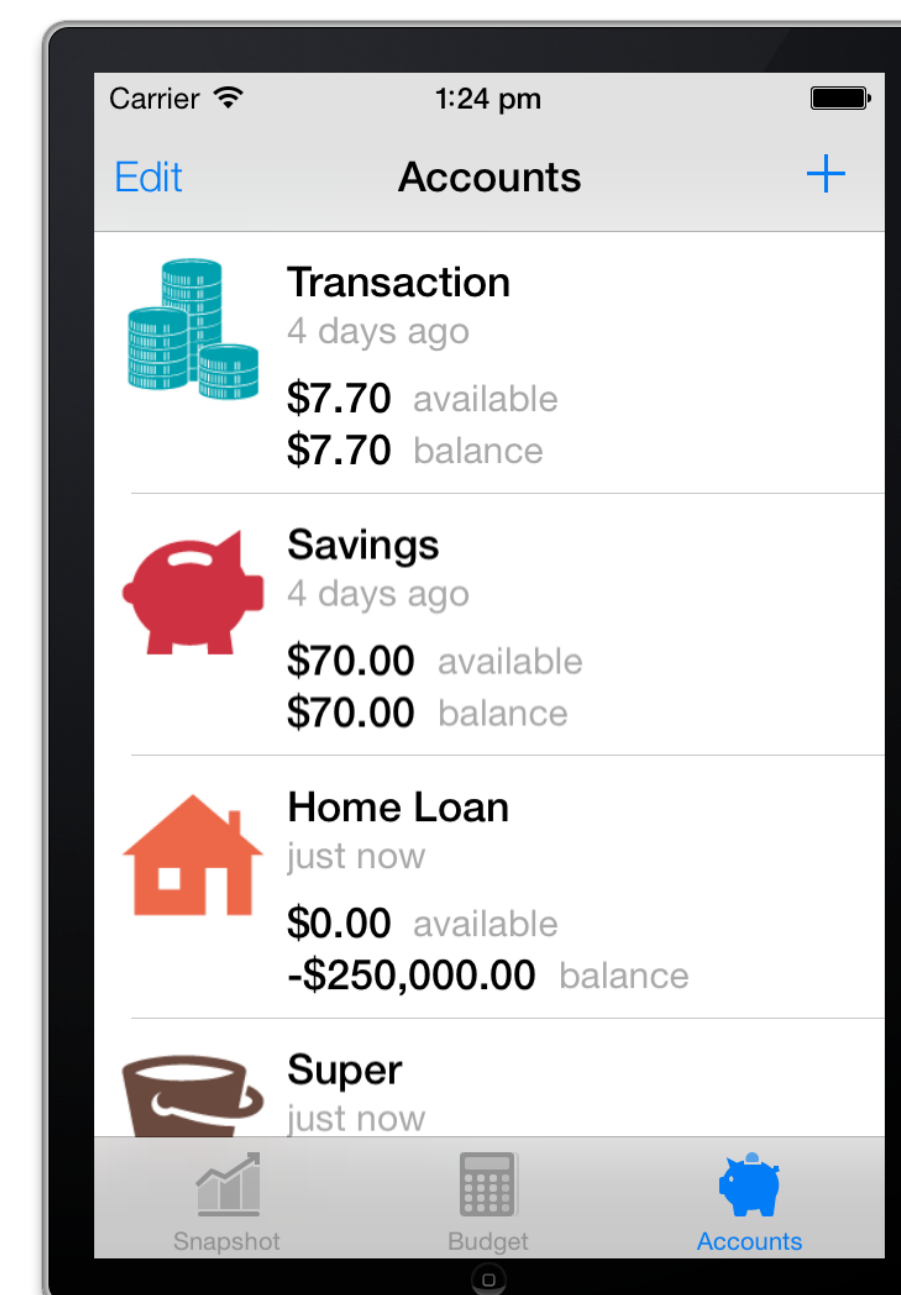 Carrier 1:24 pm
Edit Accounts +
Transaction
4 days ago
$7.70 available
$7.70 balance
Savings
4 days ago
$70.00 available
$70.00 balance
Home Loan
just now
$0.00 available
-$250,000.00 balance
Super
just now
Snapshot Budget Accounts